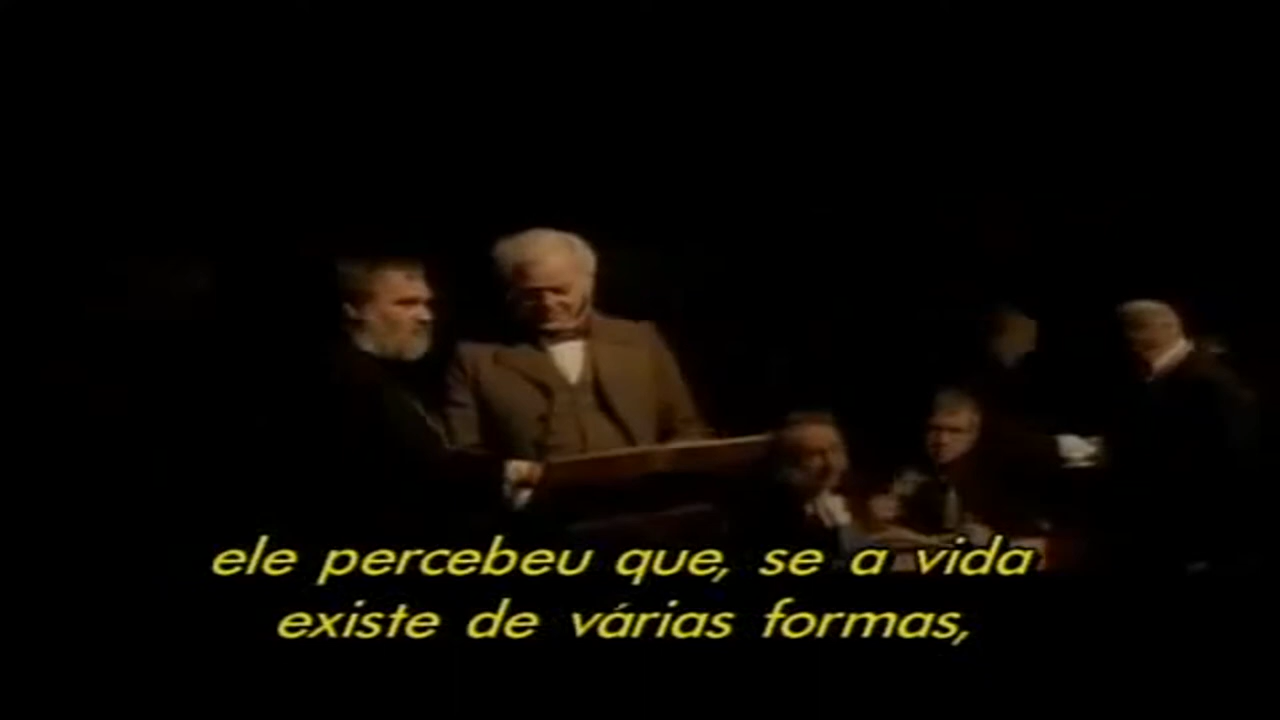 ele percebeu que, se a vida
existe de várias formas,